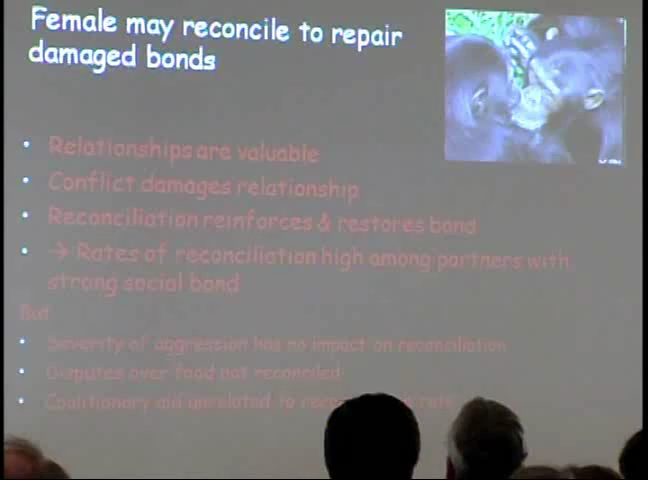 Female may reconcile to repair
damaged bonds
• Relationships are valuable
• Conflict damages relationship
• Reconciliation reinforces & restores bond
• → Rates of reconciliation high among partners with
strong social bond
But
• Severity of aggression has no impact on reconciliation
• Disputes over food not reconciled
• Coalitionary aid unrelated to rate